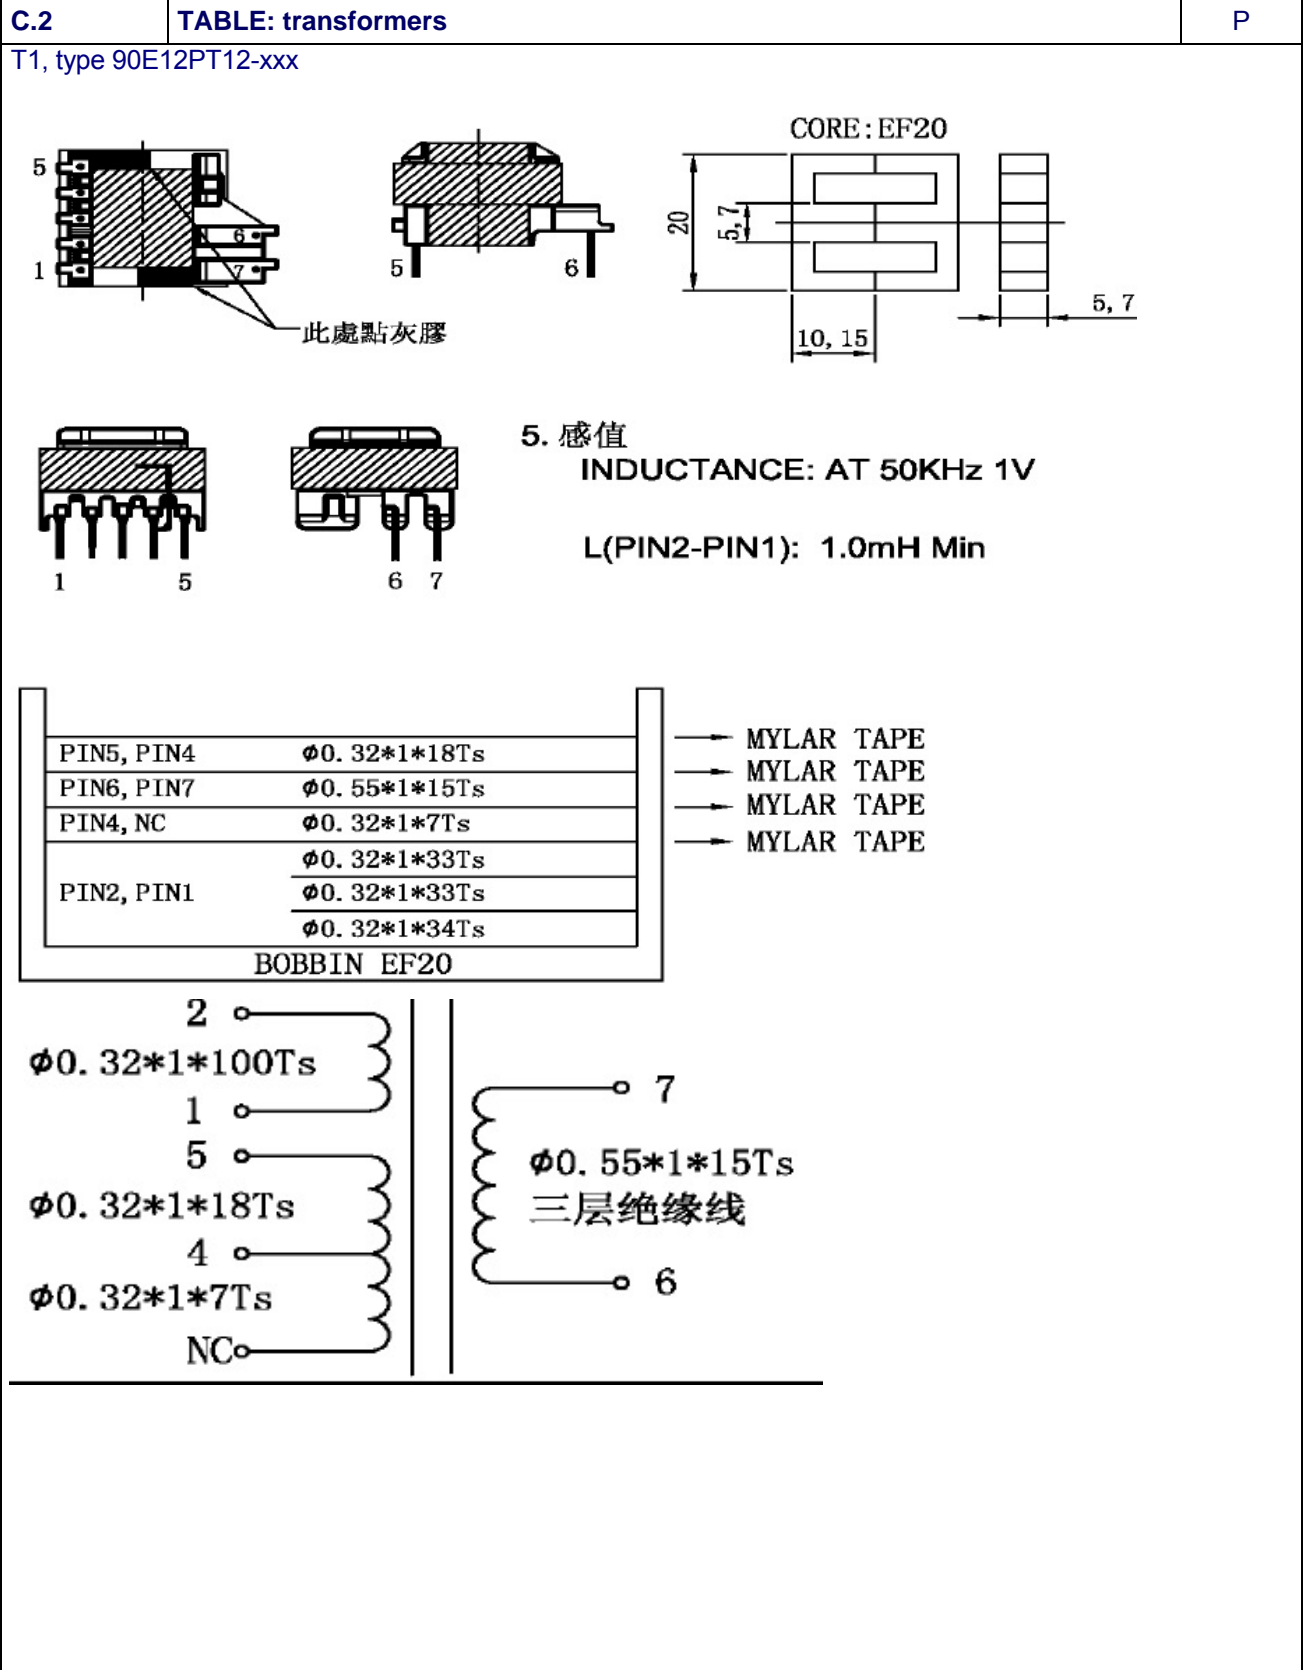 C.2 TABLE: transformers P
T1, type 90E12PT12-xxx
CORE:EF20
5
1
6
7
此處點灰膠
5
6
20
5,7
10,15
5,7
1
5
6 7
5. 感值
INDUCTANCE: AT 50KHz 1V
L(PIN2-PIN1): 1.0mH Min
PIN5,PIN4 φ0.32*1*18Ts
PIN6,PIN7 φ0.55*1*15Ts
PIN4,NC φ0.32*1*7Ts
φ0.32*1*33Ts
PIN2,PIN1 φ0.32*1*33Ts
φ0.32*1*34Ts
BOBBIN EF20
MYLAR TAPE
MYLAR TAPE
MYLAR TAPE
MYLAR TAPE
2
φ0.32*1*100Ts
1
5
φ0.32*1*18Ts
4
φ0.32*1*7Ts
NC
7
φ0.55*1*15Ts
三层绝缘线
6